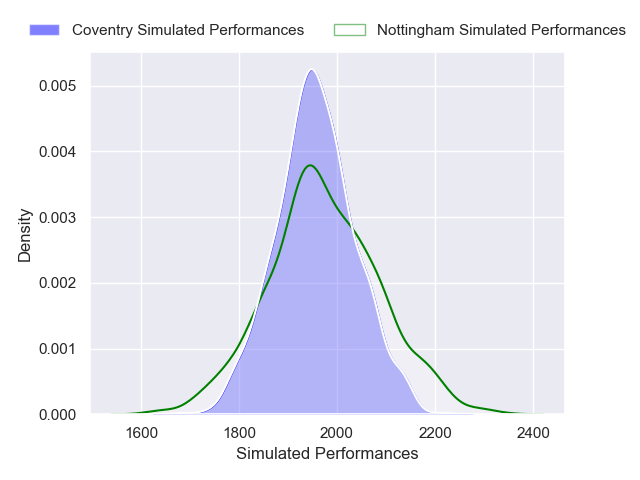 Coventry Simulated Performances
Nottingham Simulated Performances
0.005
0.004
0.003
0.002
0.001
0.000
Density
1600
1800
2000
2200
2400
Simulated Performances